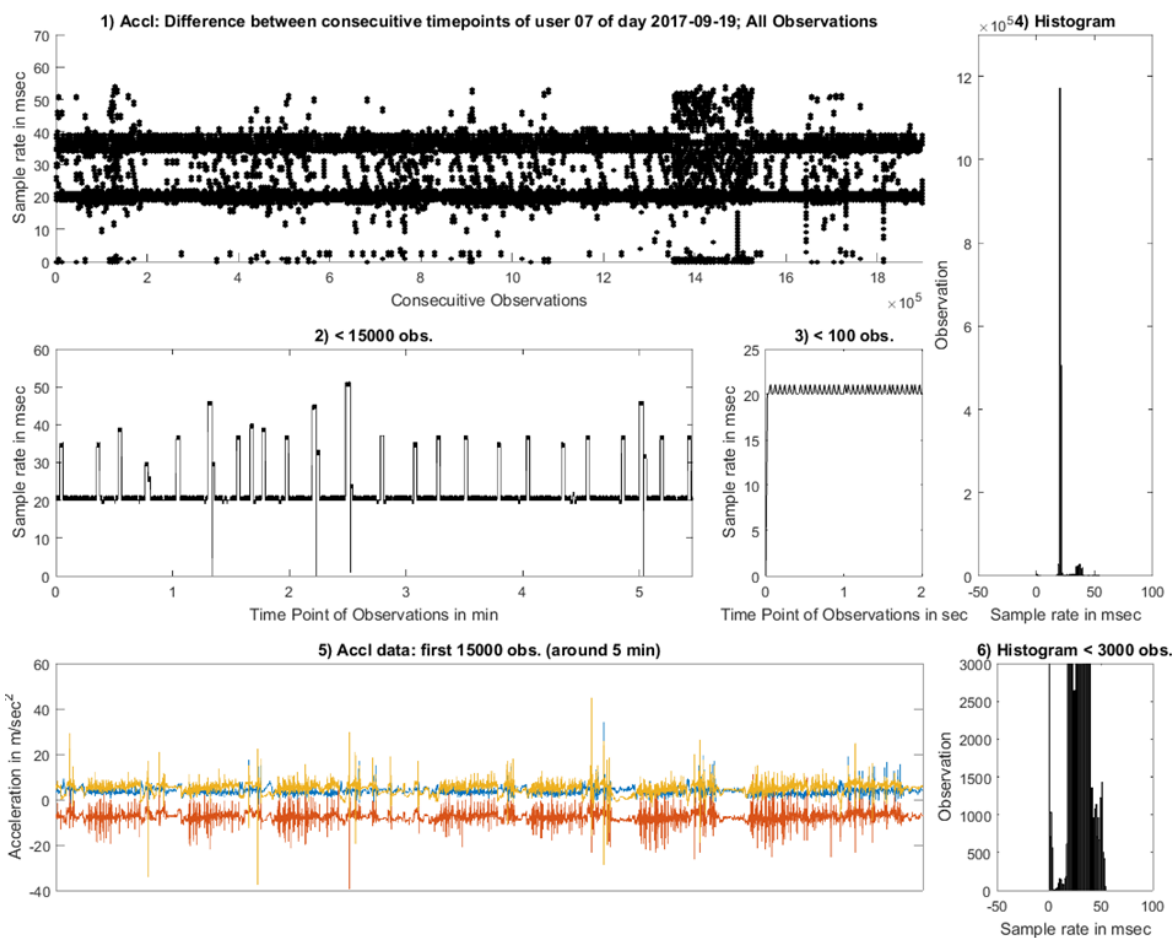 1) Accl: Difference between consecuitive timepoints of user 07 of day 2017-09-19; All Observations
70
60
50
40
30
20
10
0
Sample rate in msec
0 2 4 6 8 10 12 14 16 18
Consecuitive Observations
×10^5
4) Histogram
×10^5
12
10
8
6
4
2
0
Observation
-50 0 50 100
Sample rate in msec
2) < 15000 obs.
60
50
40
30
20
10
0
Sample rate in msec
0 1 2 3 4 5
Time Point of Observations in min
3) < 100 obs.
25
20
15
10
5
0
Sample rate in msec
0 1 2
Time Point of Observations in sec
5) Accl data: first 15000 obs. (around 5 min)
60
40
20
0
-20
-40
Acceleration in m/sec²
6) Histogram < 3000 obs.
3000
2500
2000
1500
1000
500
0
Observation
-50 0 50 100
Sample rate in msec